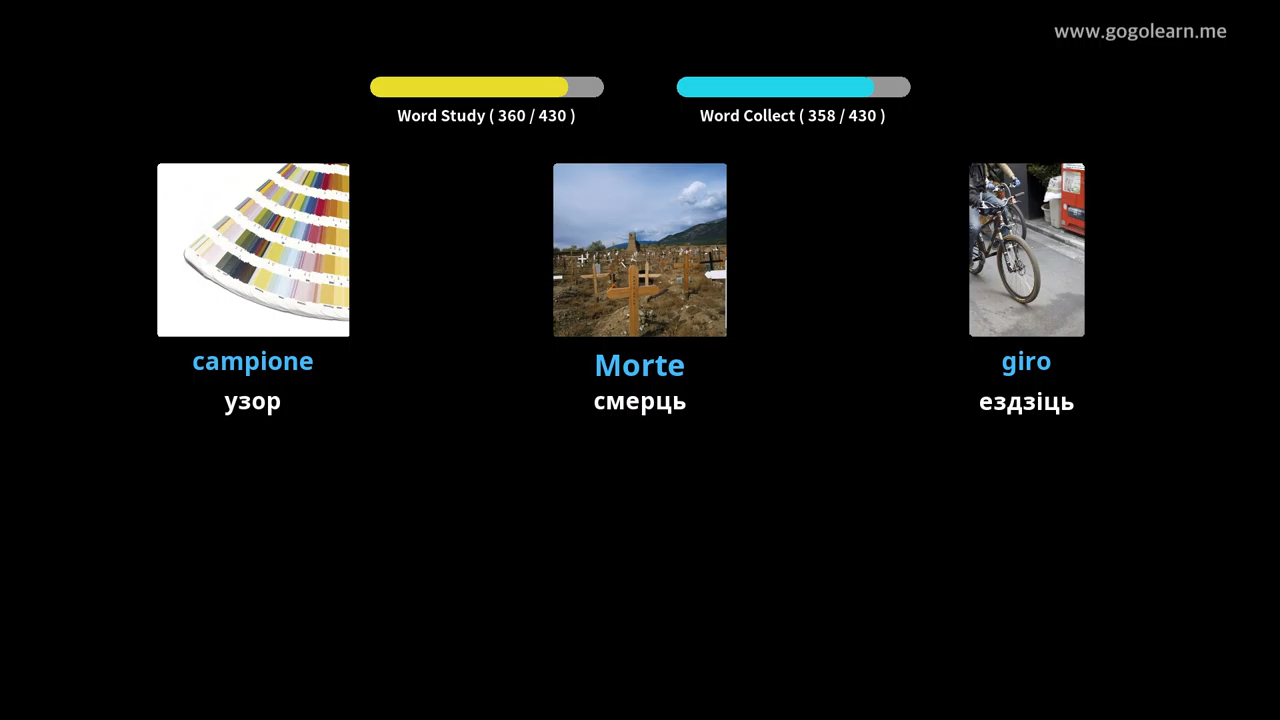 www.gogolearn.me
Word Study ( 360 / 430 )
Word Collect ( 358 / 430 )
campione
узор
Morte
смерць
giro
ездзіць